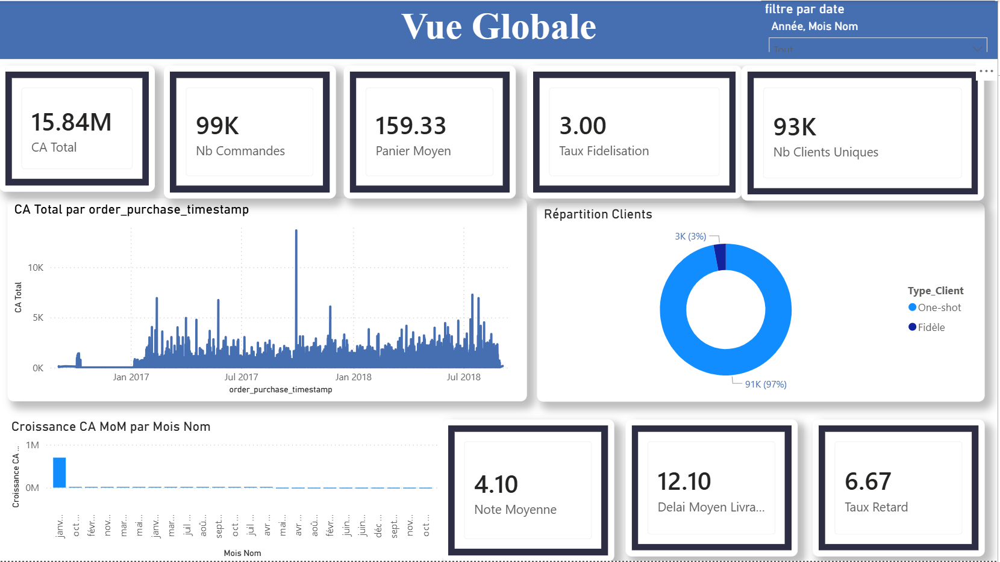 Vue Globale
filtre par date
Année, Mois Nom
Tout
15.84M
CA Total
99K
Nb Commandes
159.33
Panier Moyen
3.00
Taux Fidelisation
93K
Nb Clients Uniques
CA Total par order_purchase_timestamp
CA Total
10K
5K
0K
Jan 2017
Jul 2017
Jan 2018
Jul 2018
order_purchase_timestamp
Répartition Clients
3K (3%)
91K (97%)
Type_Client
One-shot
Fidèle
Croissance CA MoM par Mois Nom
Croissance CA ...
1M
0M
janv...
oct ...
févr...
nov...
mar...
mai...
janv...
mar...
juil ...
aoû...
sept...
oct ...
juil ...
avr ...
mai...
avr ...
aoû...
févr...
juin...
juin...
déc ...
sept...
nov...
oct ...
Mois Nom
4.10
Note Moyenne
12.10
Delai Moyen Livra...
6.67
Taux Retard